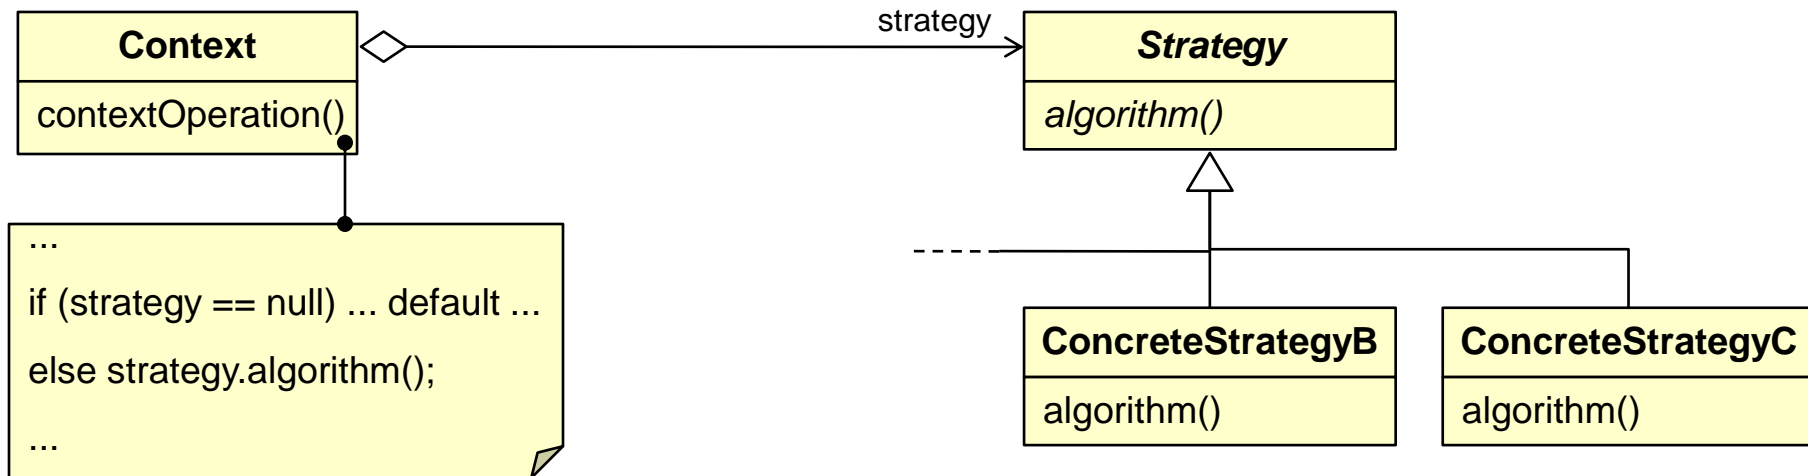 Context
contextOperation()
strategy
Strategy
algorithm()
...
if (strategy == null) ... default ...
else strategy.algorithm();
...
ConcreteStrategyB
algorithm()
ConcreteStrategyC
algorithm()